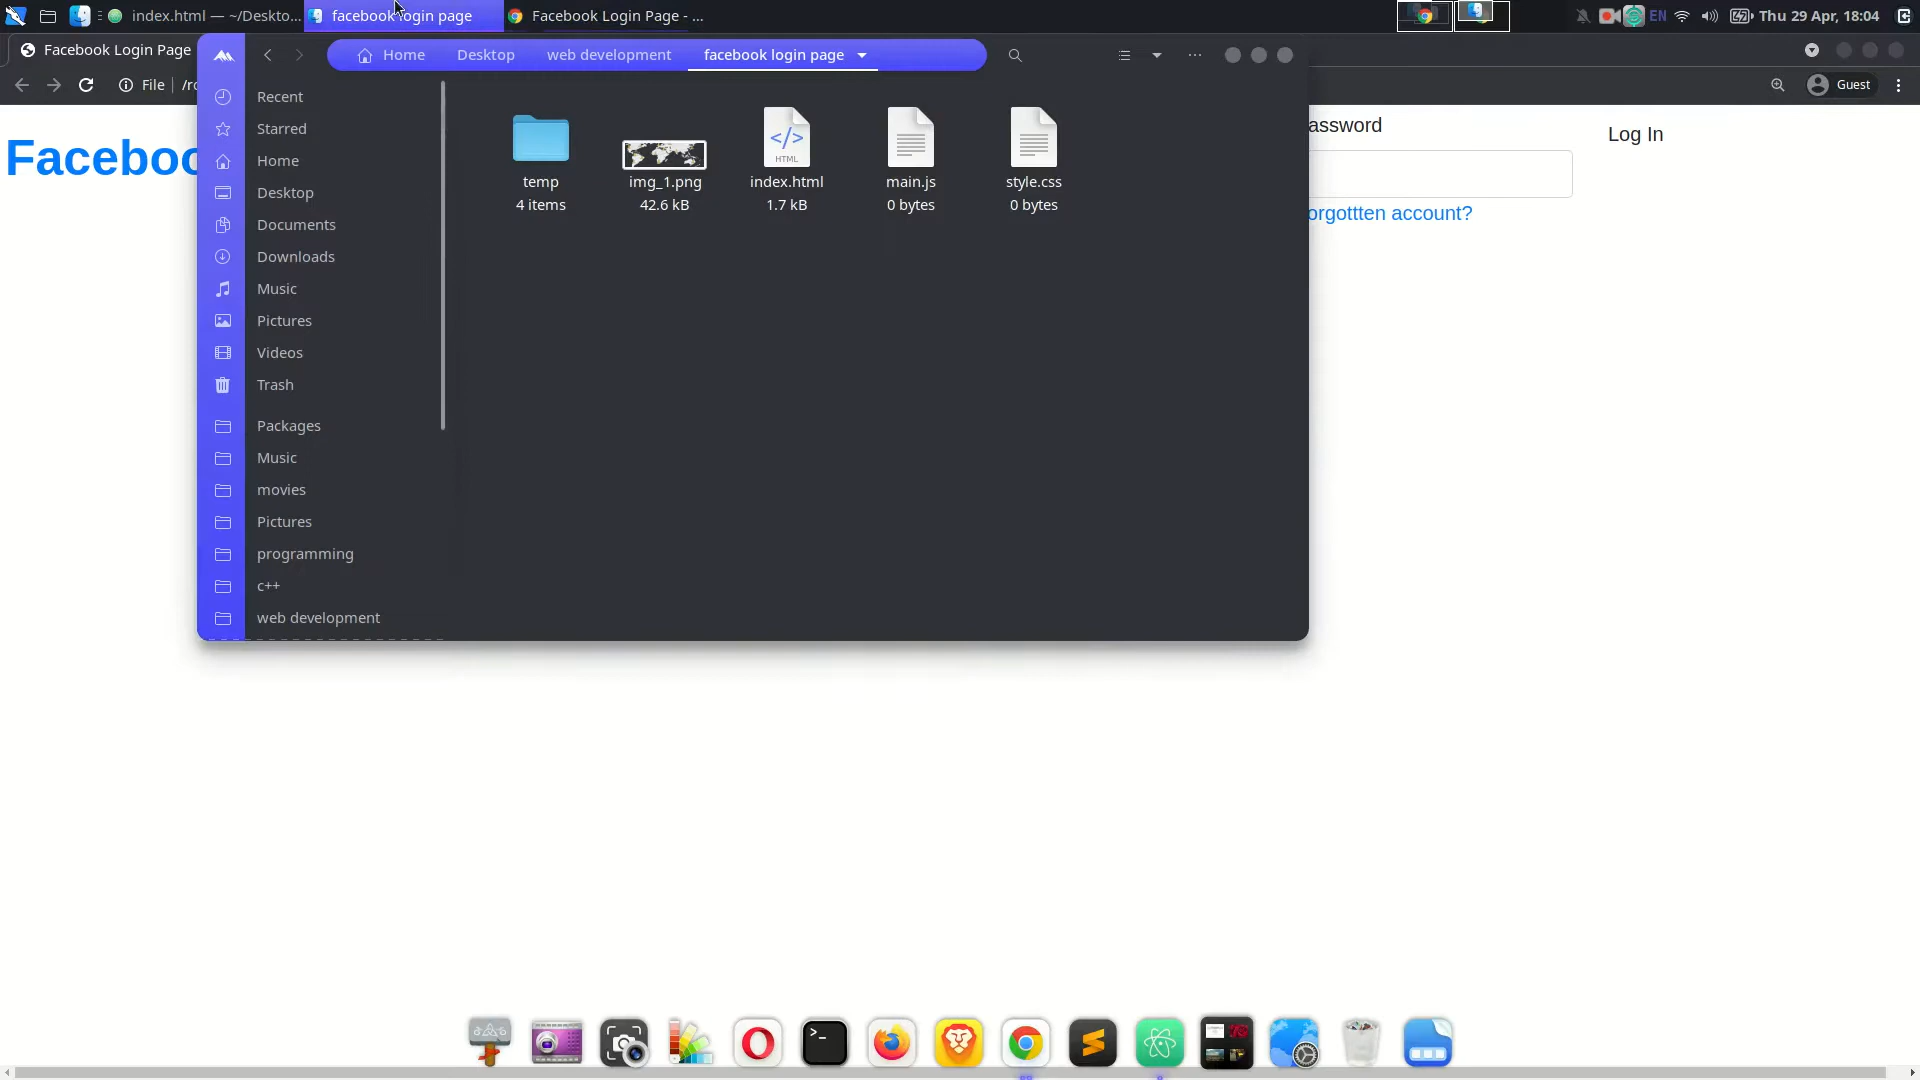 index.html — ~/Deskto...
facebook login page
Facebook Login Page - ...
EN
Thu 29 Apr, 18:04
Facebook Login Page
Home
Desktop
web development
facebook login page
File
/ro
Guest
Recent
Starred
Home
Desktop
Documents
Downloads
Music
Pictures
Videos
Trash
Packages
Music
movies
Pictures
programming
c++
web development
temp
4 items
img_1.png
42.6 kB
HTML
index.html
1.7 kB
main.js
0 bytes
style.css
0 bytes
Faceboo
assword
Log In
orgottten account?
>_